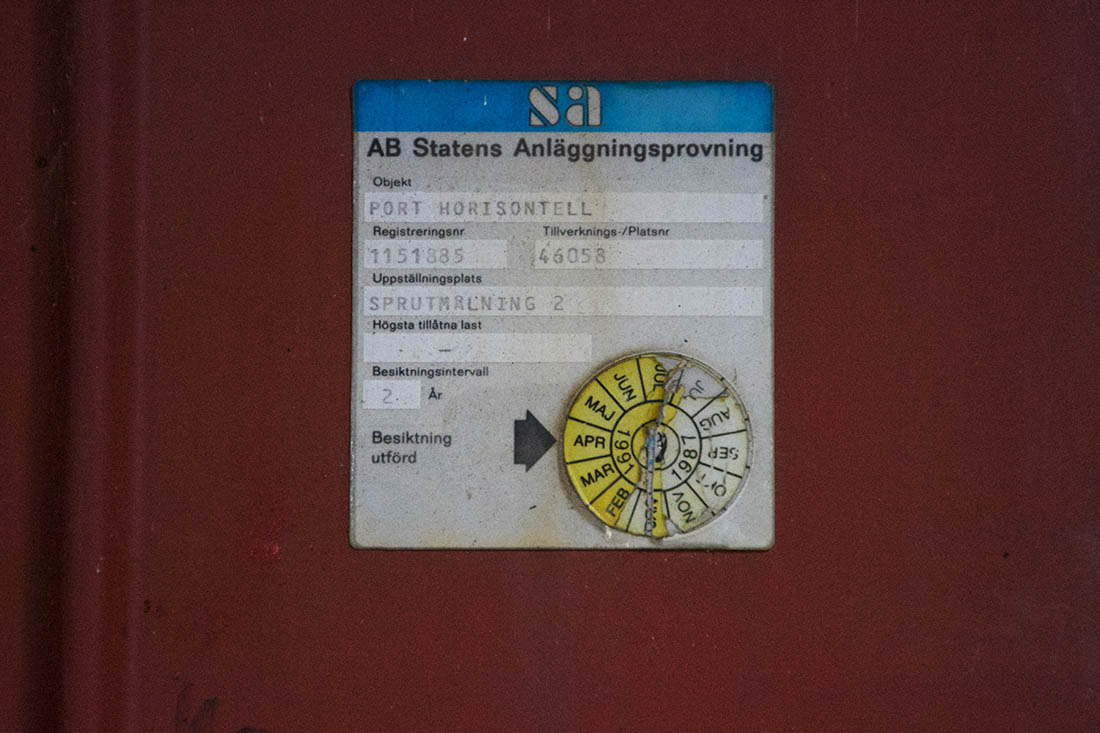 sa
AB Statens Anläggningsprovning
Objekt
PORT HORISONTELL
Registreringsnr Tillverknings-/Platsnr
1151885 46058
Uppställningsplats
SPRUTMÅLNING 2
Högsta tillåtna last
- –
Besiktningsintervall
2. År
Besiktning
utförd
JUL
JUN
MAJ
APR
MAR
FEB
1991
1987
AUG
SEP
NOV